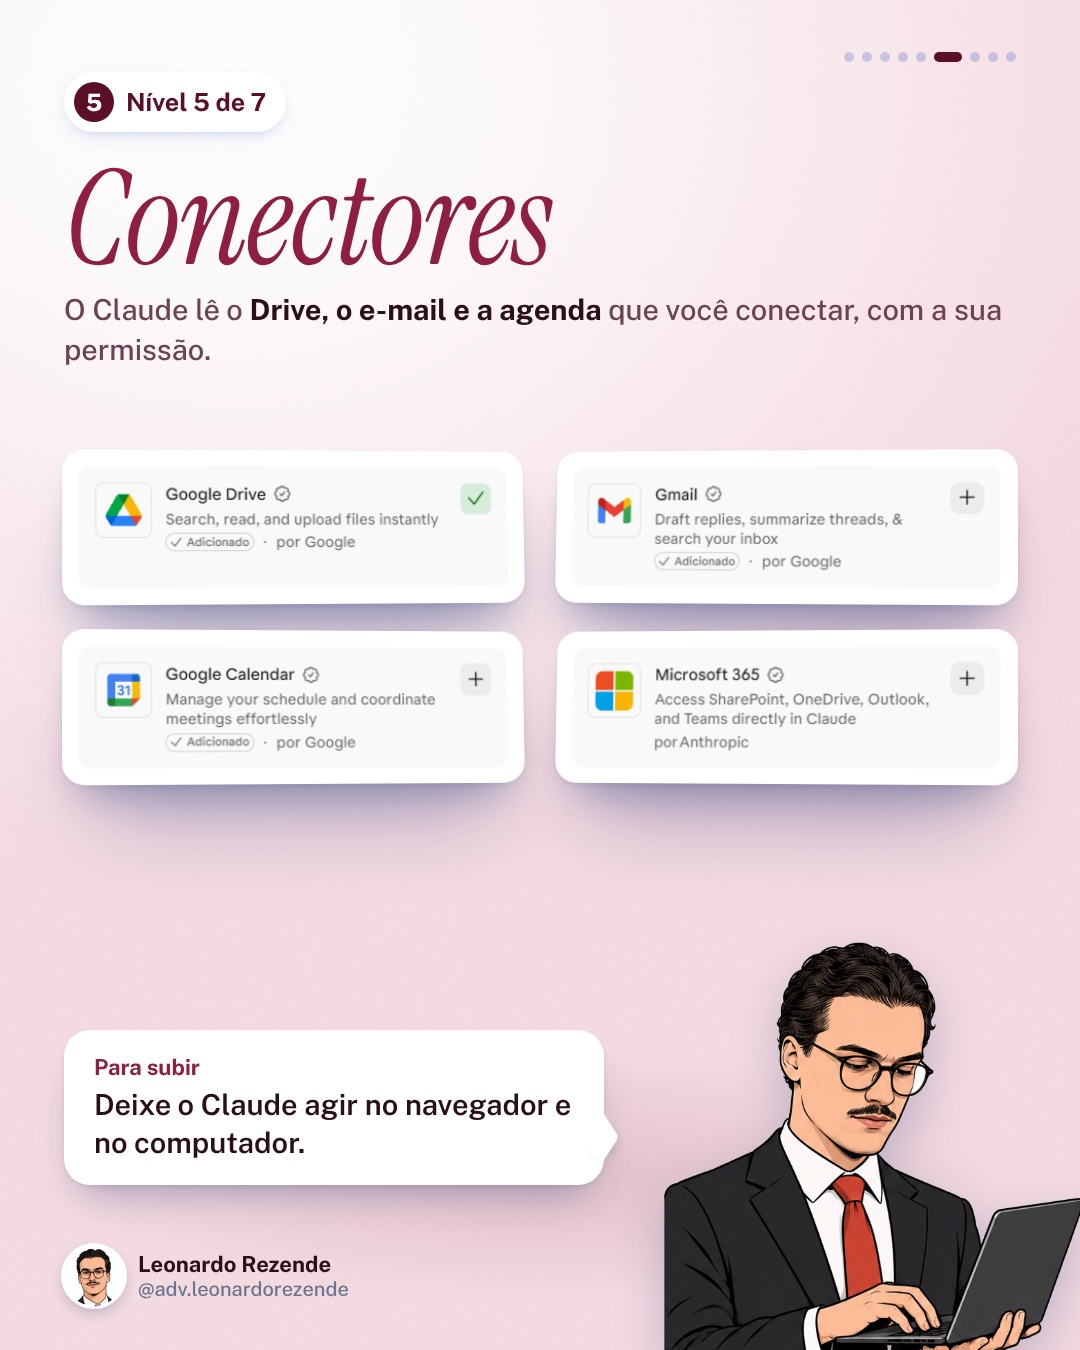 5 Nível 5 de 7
Conectores
O Claude lê o Drive, o e-mail e a agenda que você conectar, com a sua
permissão.
Google Drive
Search, read, and upload files instantly
Adicionado · por Google
Gmail
Draft replies, summarize threads, &
search your inbox
Adicionado · por Google
31
Google Calendar
Manage your schedule and coordinate
meetings effortlessly
Adicionado · por Google
Microsoft 365
Access SharePoint, OneDrive, Outlook,
and Teams directly in Claude
por Anthropic
Para subir
Deixe o Claude agir no navegador e
no computador.
Leonardo Rezende
@adv.leonardorezende